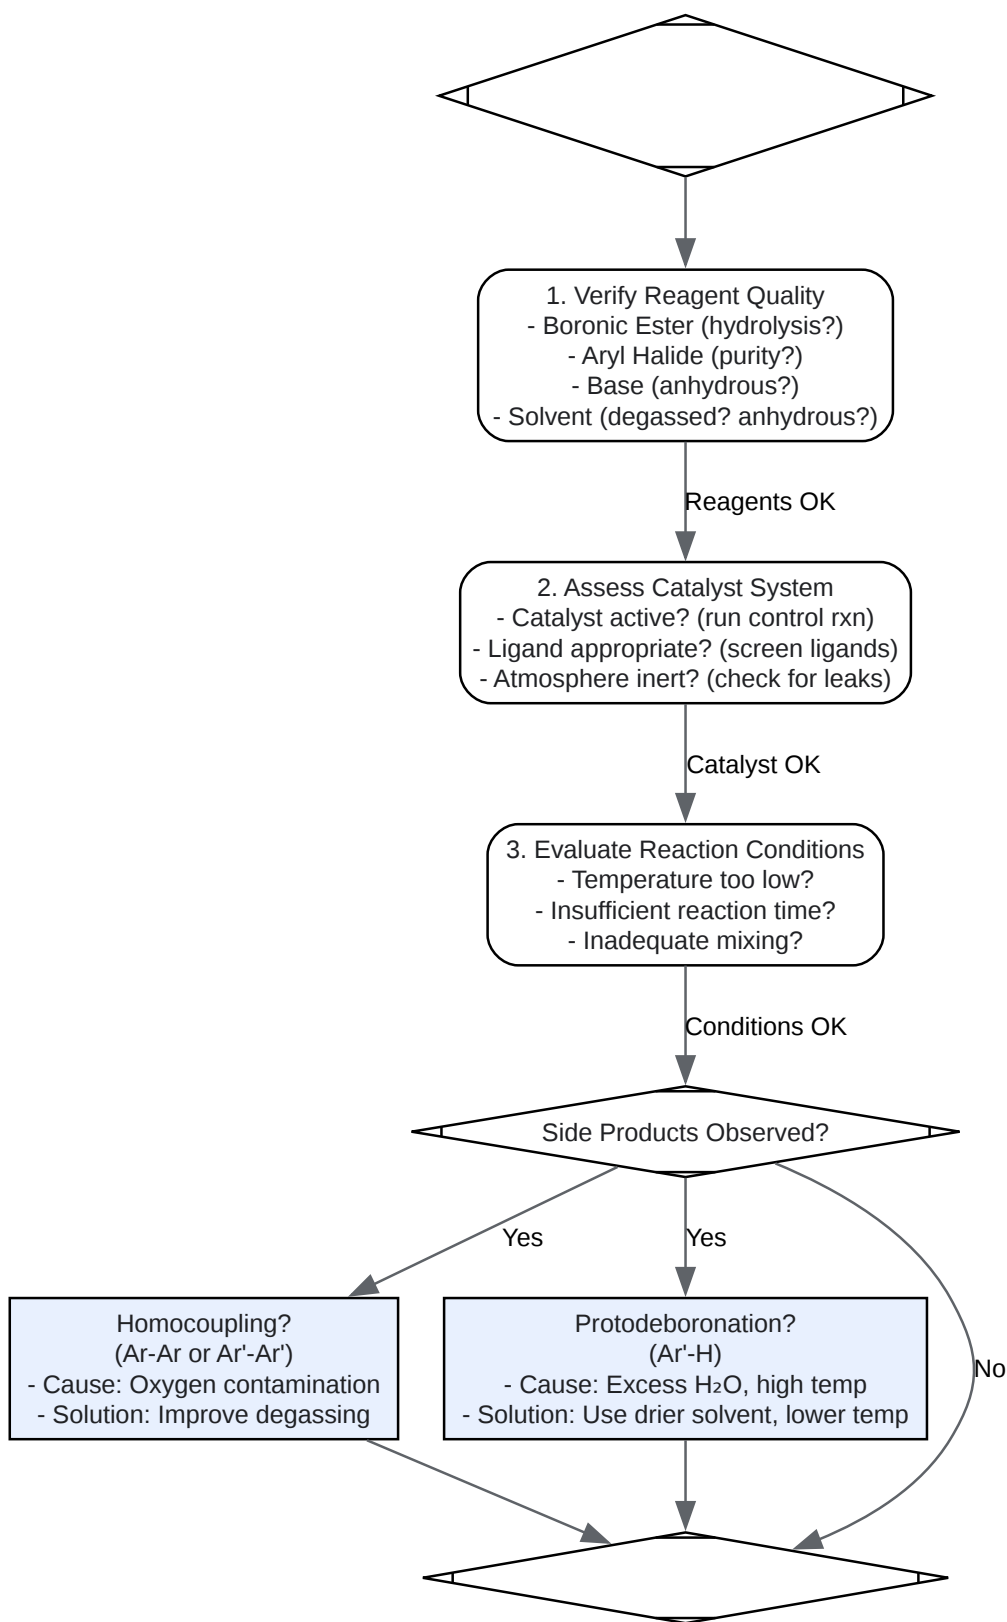 1. Verify Reagent Quality
- Boronic Ester (hydrolysis?)
- Aryl Halide (purity?)
- Base (anhydrous?)
- Solvent (degassed? anhydrous?)
Reagents OK
2. Assess Catalyst System
- Catalyst active? (run control rxn)
- Ligand appropriate? (screen ligands)
- Atmosphere inert? (check for leaks)
Catalyst OK
3. Evaluate Reaction Conditions
- Temperature too low?
- Insufficient reaction time?
- Inadequate mixing?
Conditions OK
Side Products Observed?
Yes
Yes
Homocoupling?
(Ar-Ar or Ar'-Ar')
- Cause: Oxygen contamination
- Solution: Improve degassing
Protodeboronation?
(Ar'-H)
- Cause: Excess H₂O, high temp
- Solution: Use drier solvent, lower temp
No